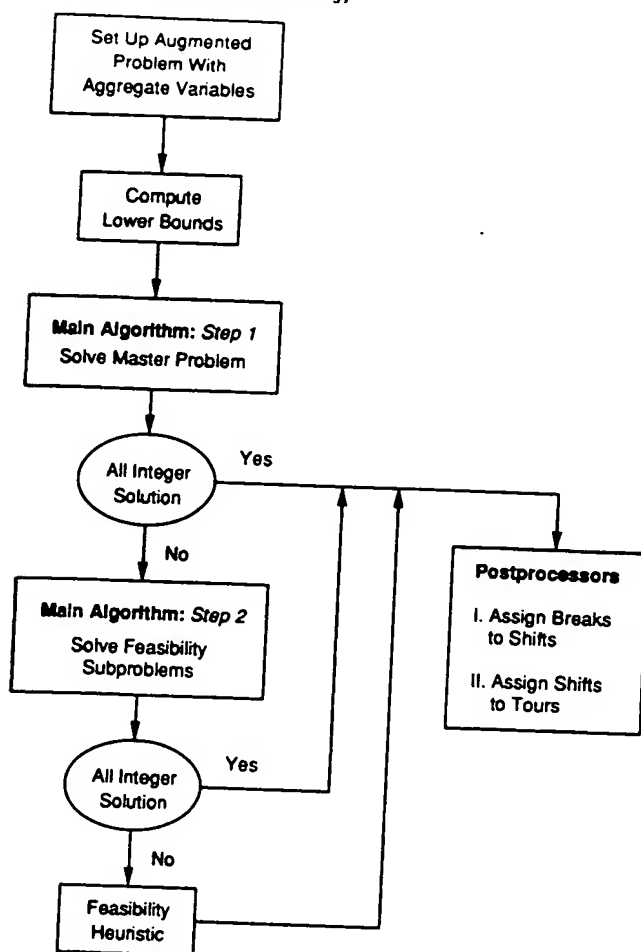 Set Up Augmented
Problem With
Aggregate Variables
Compute
Lower Bounds
Main Algorithm: Step 1
Solve Master Problem
All Integer
Solution
Yes
No
Main Algorithm: Step 2
Solve Feasibility
Subproblems
Postprocessors
I. Assign Breaks
to Shifts
II. Assign Shifts
to Tours
All Integer
Solution
Yes
No
Feasibility
Heuristic